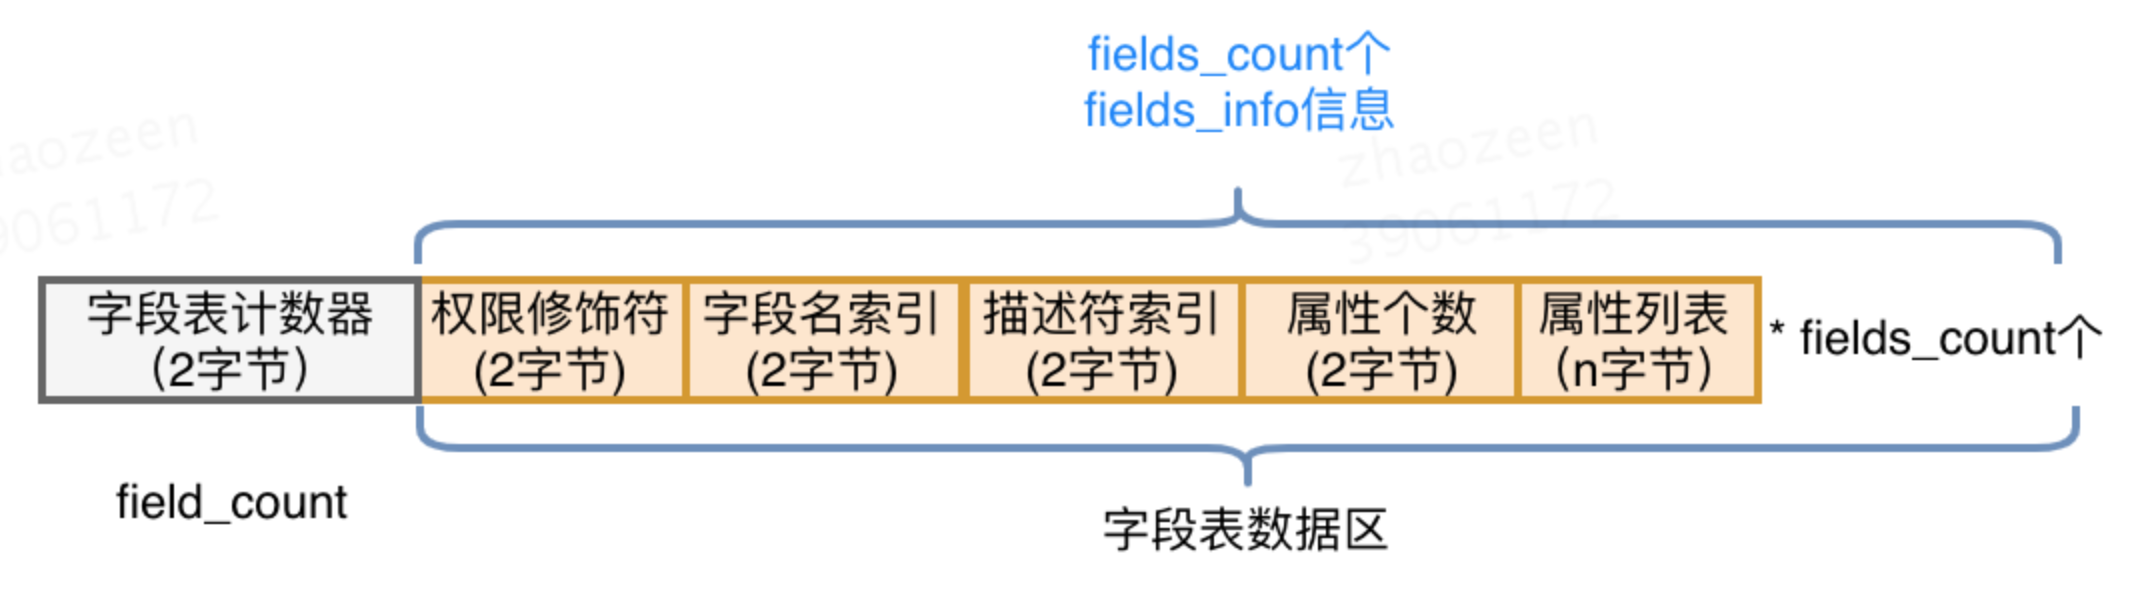 fields_count个
fields_info信息
zhaozeen
39061172
haozeen
9061172
字段表计数器
（2字节）
权限修饰符
(2字节)
字段名索引
(2字节)
描述符索引
(2字节)
属性个数
(2字节)
属性列表
（n字节）
* fields_count个
field_count
字段表数据区